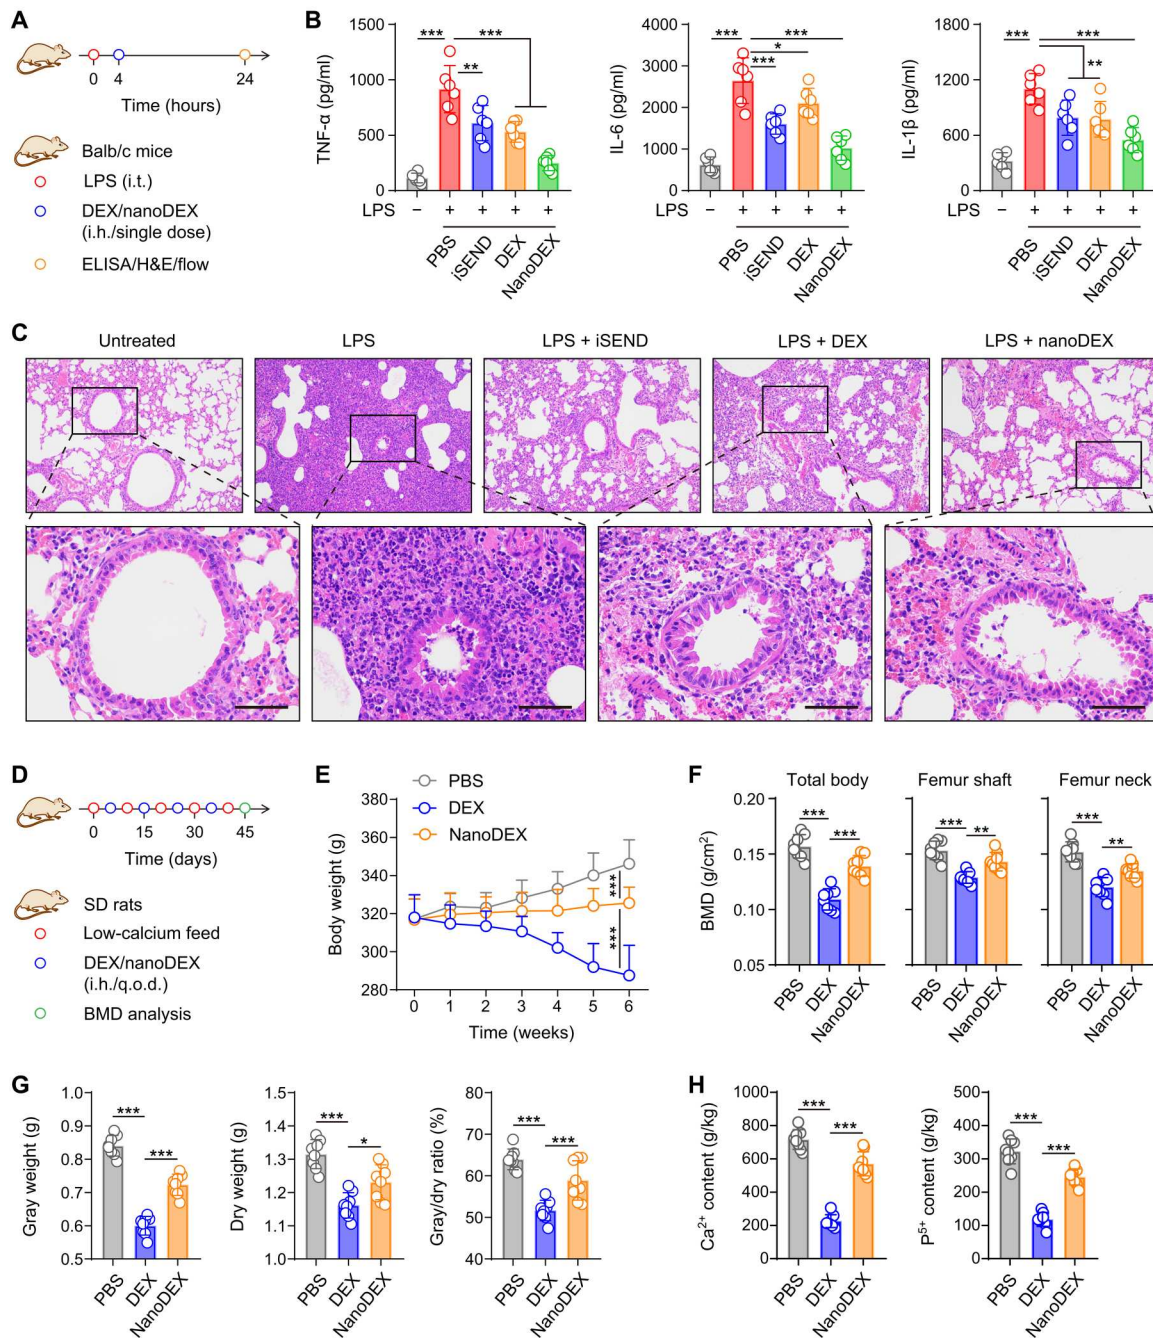 A
0 4 24
Time (hours)
Balb/c mice
LPS (i.t.)
DEX/nanoDEX
(i.h./single dose)
ELISA/H&E/flow
B
TNF-α (pg/ml)
1500
1000
500
0
*** *** **
LPS − + + + +
PBS iSEND DEX NanoDEX
IL-6 (pg/ml)
4000
3000
2000
1000
0
*** *** * ***
LPS − + + + +
PBS iSEND DEX NanoDEX
IL-1β (pg/ml)
1800
1200
600
0
*** *** **
LPS − + + + +
PBS iSEND DEX NanoDEX
C
Untreated LPS LPS + iSEND LPS + DEX LPS + nanoDEX
D
0 15 30 45
Time (days)
SD rats
Low-calcium feed
DEX/nanoDEX
(i.h./q.o.d.)
BMD analysis
E
PBS
DEX
NanoDEX
Body weight (g)
380
360
340
320
300
280
*** ***
0 1 2 3 4 5 6
Time (weeks)
F
BMD (g/cm²)
0.20
0.15
0.10
0.05
Total body Femur shaft Femur neck
*** *** *** ** *** **
PBS DEX NanoDEX PBS DEX NanoDEX PBS DEX NanoDEX
G
Gray weight (g)
1.0
0.9
0.8
0.7
0.6
0.5
*** ***
PBS DEX NanoDEX
Dry weight (g)
1.5
1.4
1.3
1.2
1.1
1.0
*** *
PBS DEX NanoDEX
Gray/dry ratio (%)
80
70
60
50
40
*** ***
PBS DEX NanoDEX
H
Ca²⁺ content (g/kg)
1000
800
600
400
200
0
*** ***
PBS DEX NanoDEX
P⁵⁺ content (g/kg)
500
400
300
200
100
0
*** ***
PBS DEX NanoDEX